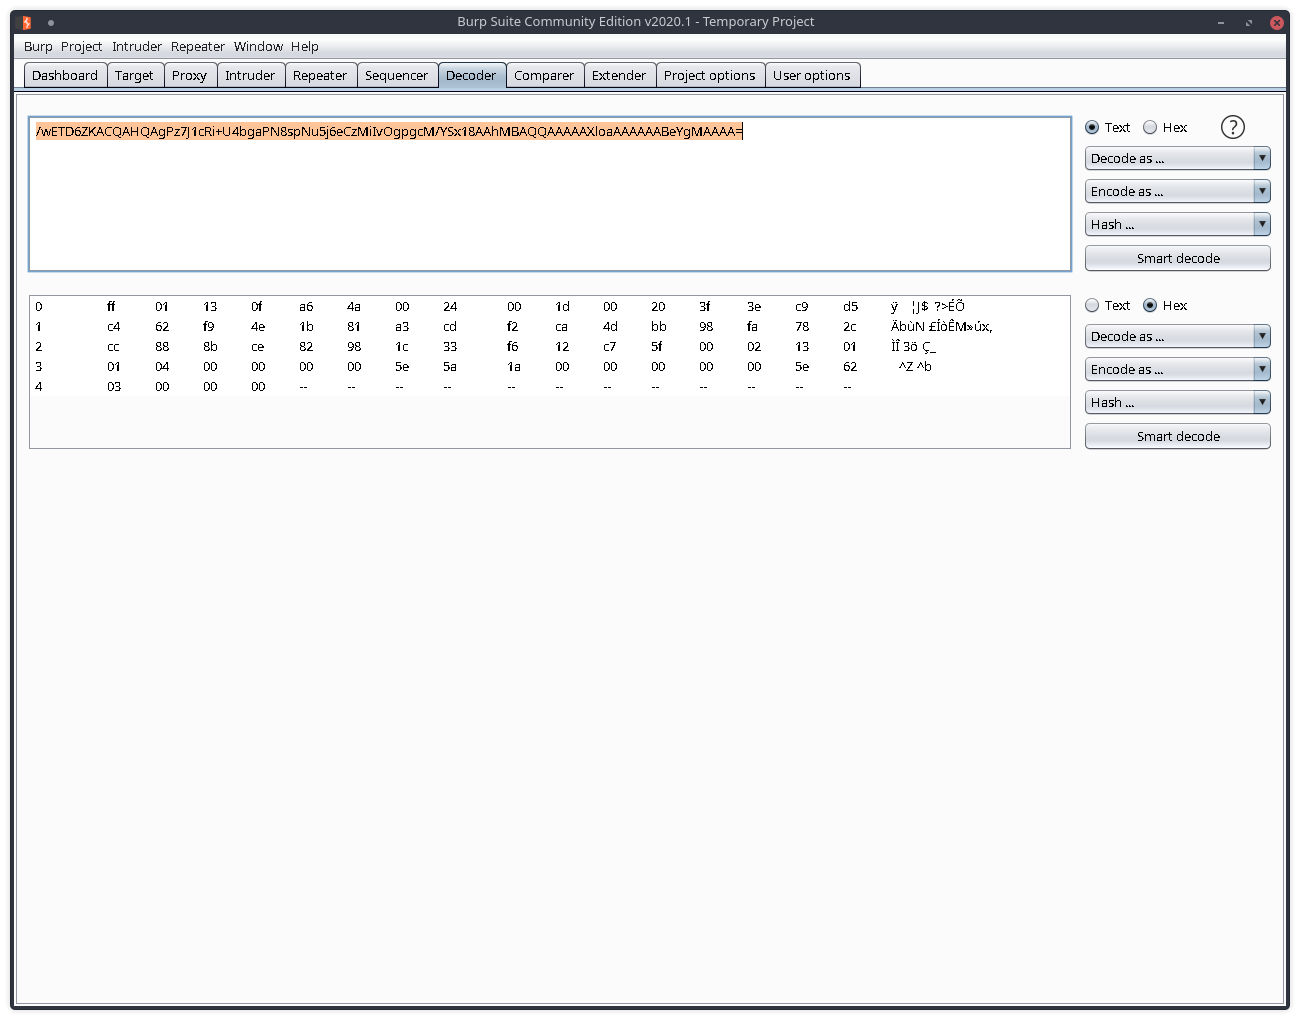 Burp Suite Community Edition v2020.1 - Temporary Project
Burp Project Intruder Repeater Window Help
Dashboard Target Proxy Intruder Repeater Sequencer Decoder Comparer Extender Project options User options
/wETD6ZKACQAHQAgPz7J1cRi+U4bgaPN8spNu5j6eCzMiIvOgpgcM/YSx18AAhMBAQQAAAAAXloaAAAAAABeYgMAAAA=
Text Hex ?
Decode as ...
Encode as ...
Hash ...
Smart decode
0 ff 01 13 0f a6 4a 00 24 00 1d 00 20 3f 3e c9 d5 ÿ ¦J$ ?>ÉÕ
1 c4 62 f9 4e 1b 81 a3 cd f2 ca 4d bb 98 fa 78 2c ÄbùN £ÍòÊM»úx,
2 cc 88 8b ce 82 98 1c 33 f6 12 c7 5f 00 02 13 01 ÌÎ 3ö Ç_
3 01 04 00 00 00 00 5e 5a 1a 00 00 00 00 00 5e 62 ^Z ^b
4 03 00 00 00 -- -- -- -- -- -- -- -- -- -- -- --
Text Hex
Decode as ...
Encode as ...
Hash ...
Smart decode